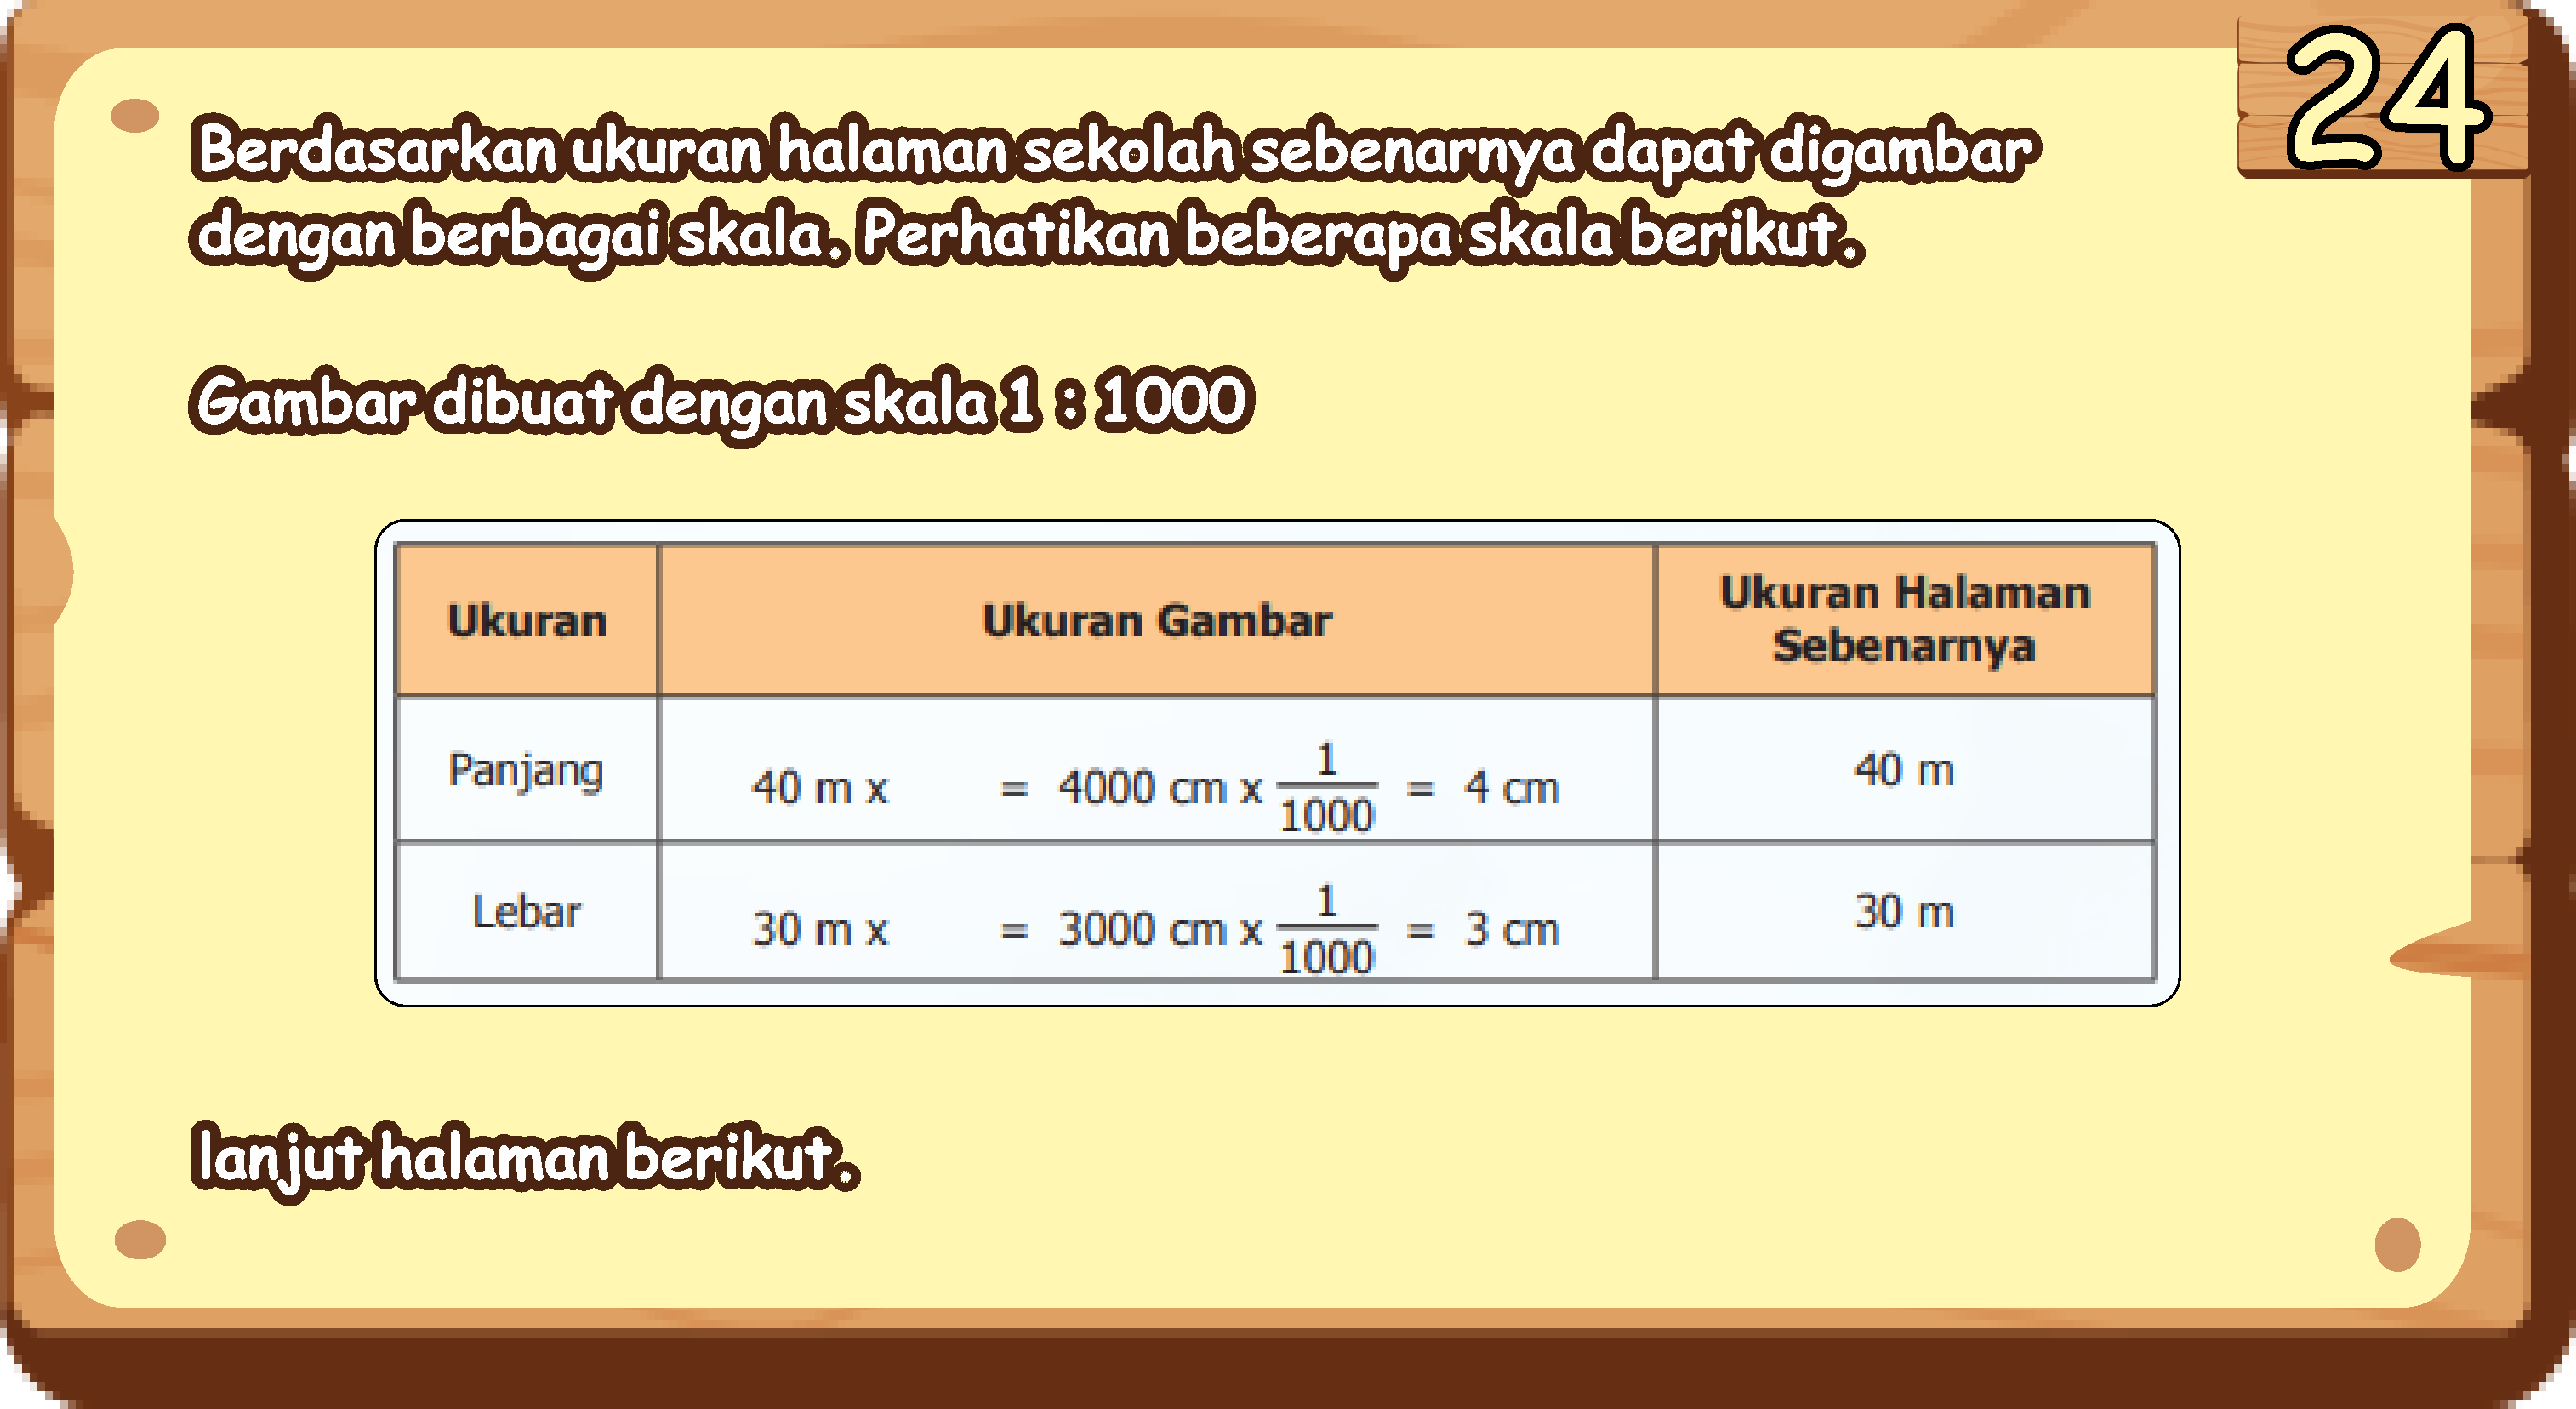 24
Berdasarkan ukuran halaman sekolah sebenarnya dapat digambar
dengan berbagai skala. Perhatikan beberapa skala berikut.
Gambar dibuat dengan skala 1 : 1000
Ukuran Ukuran Gambar Ukuran Halaman Sebenarnya
Panjang 40 m x = 4000 cm x 1/1000 = 4 cm 40 m
Lebar 30 m x = 3000 cm x 1/1000 = 3 cm 30 m
lanjut halaman berikut.